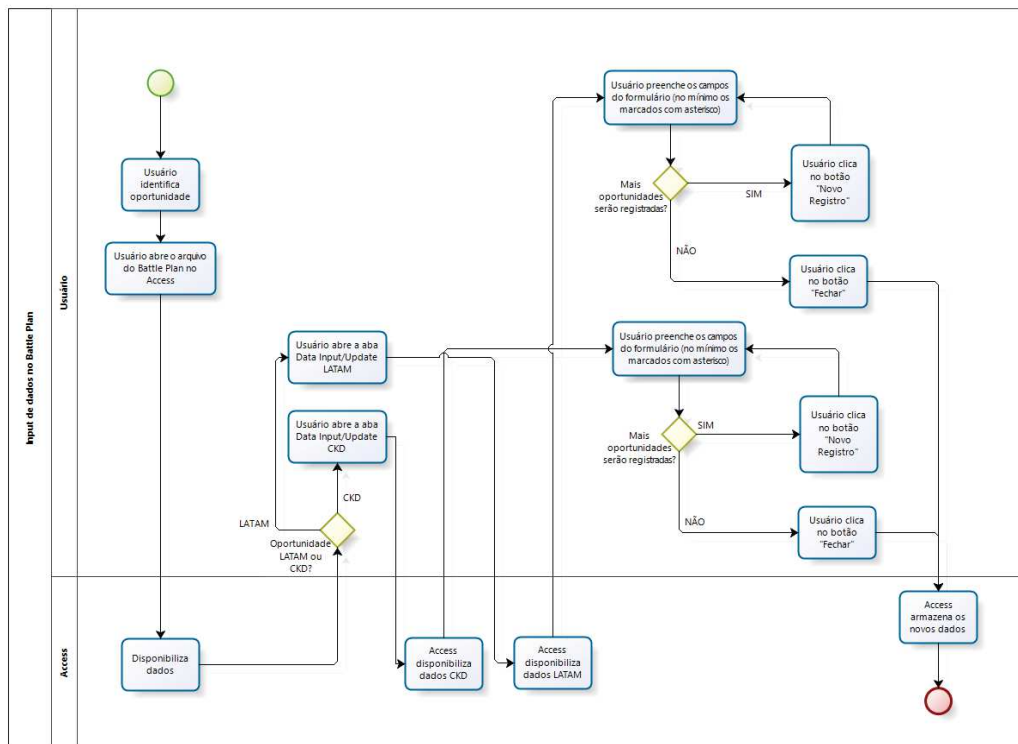 Input de dados no Battle Plan
Usuário
Usuário
identifica
oportunidade
Usuário abre o arquivo
do Battle Plan no
Access
Usuário abre a aba
Data Input/Update
LATAM
Usuário abre a aba
Data Input/Update
CKD
CKD
LATAM
Oportunidade
LATAM ou
CKD?
Usuário preenche os campos
do formulário (no mínimo os
marcados com asterisco)
Mais
oportunidades
serão registradas?
SIM
Usuário clica
no botão
"Novo
Registro"
NÃO
Usuário clica
no botão
"Fechar"
Usuário preenche os campos
do formulário (no mínimo os
marcados com asterisco)
Mais
oportunidades
serão registradas?
SIM
Usuário clica
no botão
"Novo
Registro"
NÃO
Usuário clica
no botão
"Fechar"
Access
Disponibiliza
dados
Access
disponibiliza
dados CKD
Access
disponibiliza
dados LATAM
Access
armazena os
novos dados